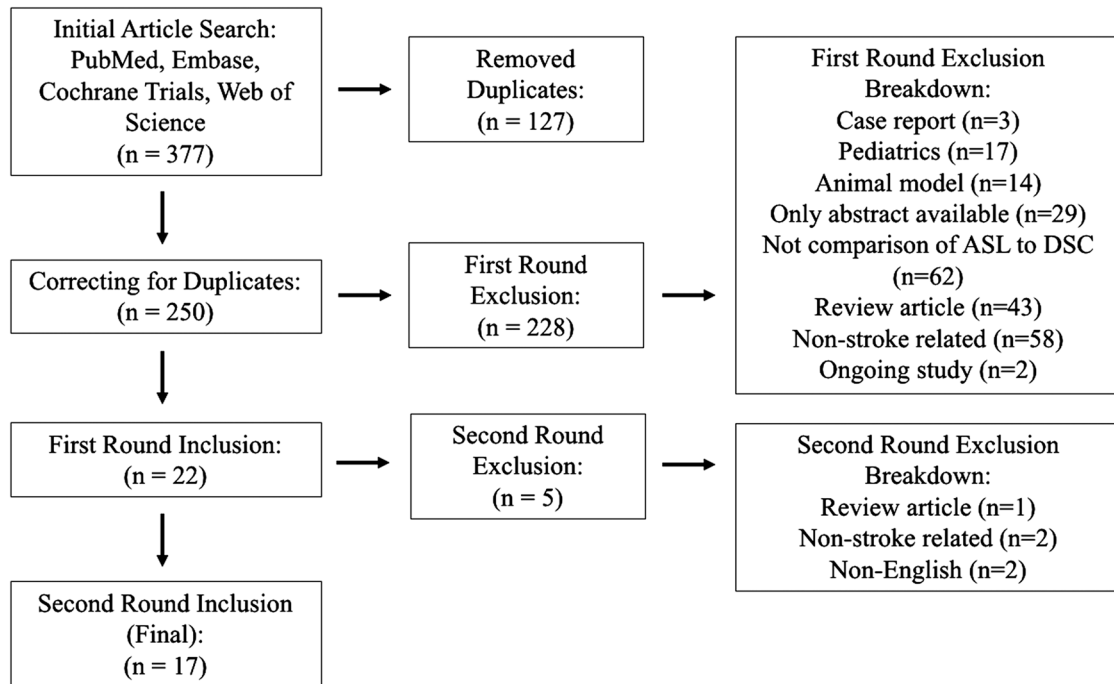 Initial Article Search:
PubMed, Embase,
Cochrane Trials, Web of
Science
(n = 377)
Removed
Duplicates:
(n = 127)
First Round Exclusion
Breakdown:
Case report (n=3)
Pediatrics (n=17)
Animal model (n=14)
Only abstract available (n=29)
Not comparison of ASL to DSC
(n=62)
Review article (n=43)
Non-stroke related (n=58)
Ongoing study (n=2)
Correcting for Duplicates:
(n = 250)
First Round
Exclusion:
(n = 228)
First Round Inclusion:
(n = 22)
Second Round
Exclusion:
(n = 5)
Second Round Exclusion
Breakdown:
Review article (n=1)
Non-stroke related (n=2)
Non-English (n=2)
Second Round Inclusion
(Final):
(n = 17)